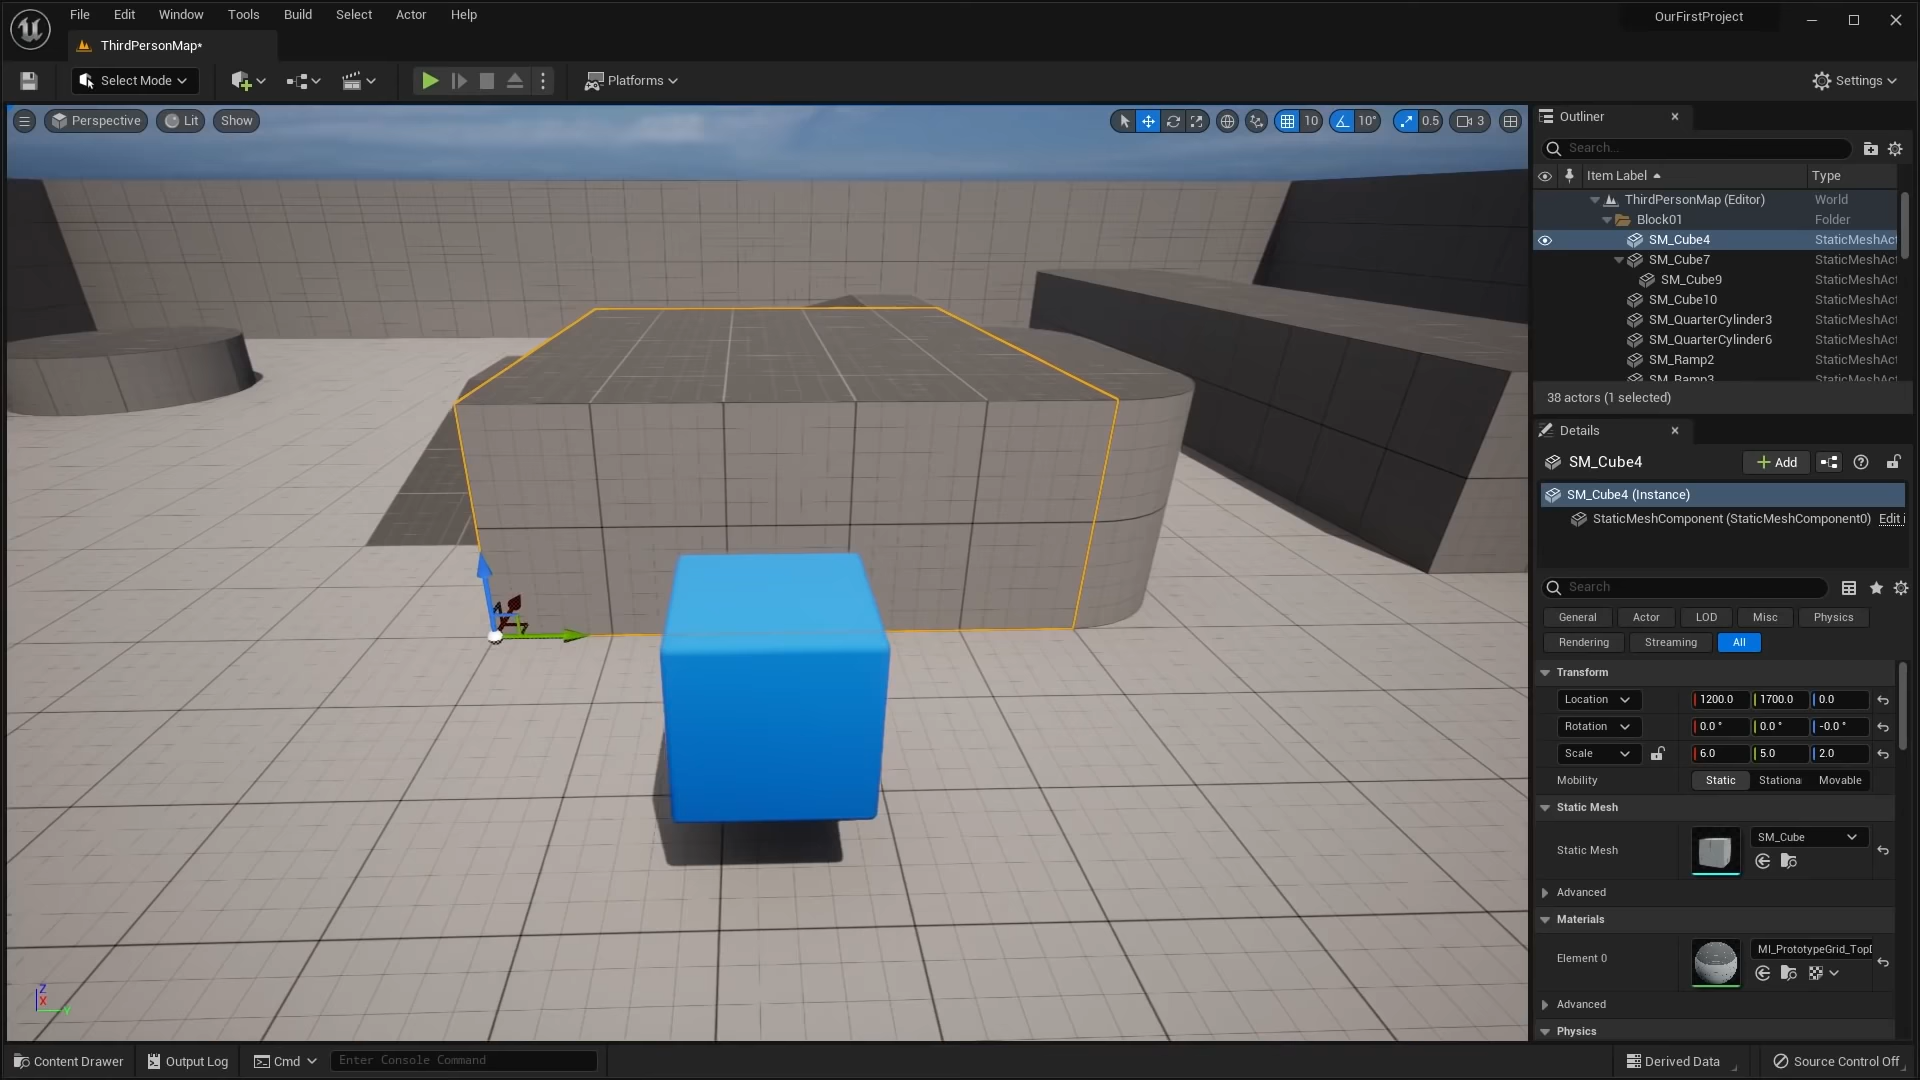 File Edit Window Tools Build Select Actor Help
OurFirstProject
ThirdPersonMap*
Select Mode
Platforms
Settings
Perspective Lit Show
10 10° 0.5 3
Outliner
Search...
Item Label Type
ThirdPersonMap (Editor) World
Block01 Folder
SM_Cube4 StaticMeshAct
SM_Cube7 StaticMeshAct
SM_Cube9 StaticMeshAct
SM_Cube10 StaticMeshAct
SM_QuarterCylinder3 StaticMeshAct
SM_QuarterCylinder6 StaticMeshAct
SM_Ramp2 StaticMeshAct
SM_Ramp3 StaticMeshAct
38 actors (1 selected)
Details
SM_Cube4
Add
SM_Cube4 (Instance)
StaticMeshComponent (StaticMeshComponent0) Edit i
Search
General Actor LOD Misc Physics
Rendering Streaming All
Transform
Location 1200.0 1700.0 0.0
Rotation 0.0 ° 0.0 ° -0.0 °
Scale 6.0 5.0 2.0
Mobility Static Stationa Movable
Static Mesh
Static Mesh SM_Cube
Advanced
Materials
Element 0 MI_PrototypeGrid_TopD
Advanced
Physics
Z
X
Y
Content Drawer Output Log Cmd Enter Console Command Derived Data Source Control Off